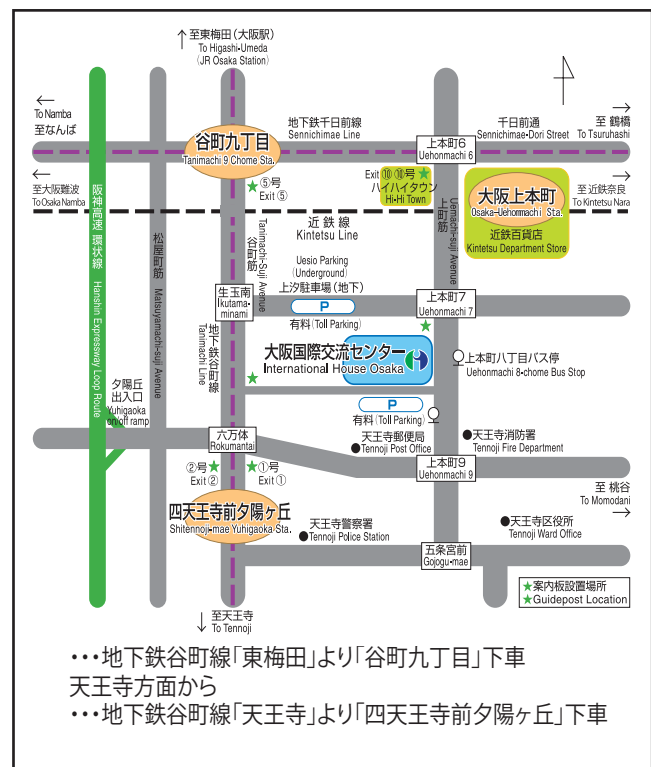 ↑至東梅田（大阪駅）
To Higashi-Umeda
(JR Osaka Station)
←
To Namba
至なんば
谷町九丁目
Tanimachi 9 Chome Sta.
地下鉄千日前線
Sennichimae Line
上本町6
Uehonmachi 6
千日前通
Sennichimae-Dori Street
至 鶴橋
To Tsuruhashi
→
←
至大阪難波
To Osaka Namba
★⑤号
Exit ⑤
Exit ⑩ ⑩号★
ハイハイタウン
Hi-Hi Town
大阪上本町
Osaka-Uehommachi Sta.
近鉄百貨店
Kintetsu Department Store
→
至 近鉄奈良
To Kintetsu Nara
近鉄線
Kintetsu Line
阪神高速 環状線
Hanshin Expressway Loop Route
松屋町筋
Matsuyamachi-suji Avenue
谷町筋
Tanimachi-Suji Avenue
上町筋
Uemachi-suji Avenue
Uesio Parking
(Underground)
上汐駐車場（地下）
P
有料(Toll Parking)
生玉南
Ikutama-
minami
上本町7
Uehonmachi 7
地下鉄谷町線
Tanimachi Line
大阪国際交流センター
International House Osaka
上本町八丁目バス停
Uehonmachi 8-chome Bus Stop
夕陽丘
出入口
Yuhigaoka
on/off ramp
P
有料(Toll Parking)
六万体
Rokumantai
天王寺郵便局
●Tennoji Post Office
●天王寺消防署
Tennoji Fire Department
上本町9
Uehonmachi 9
②号★
Exit ②
★①号
Exit ①
四天王寺前夕陽ヶ丘
Shitennoji-mae Yuhigaoka Sta.
至 桃谷
To Momodani
→
天王寺警察署
●Tennoji Police Station
●天王寺区役所
Tennoji Ward Office
五条宮前
Gojogu-mae
★案内板設置場所
★Guidepost Location
↓至天王寺
To Tennoji
・・・地下鉄谷町線「東梅田」より「谷町九丁目」下車
天王寺方面から
・・・地下鉄谷町線「天王寺」より「四天王寺前夕陽ヶ丘」下車